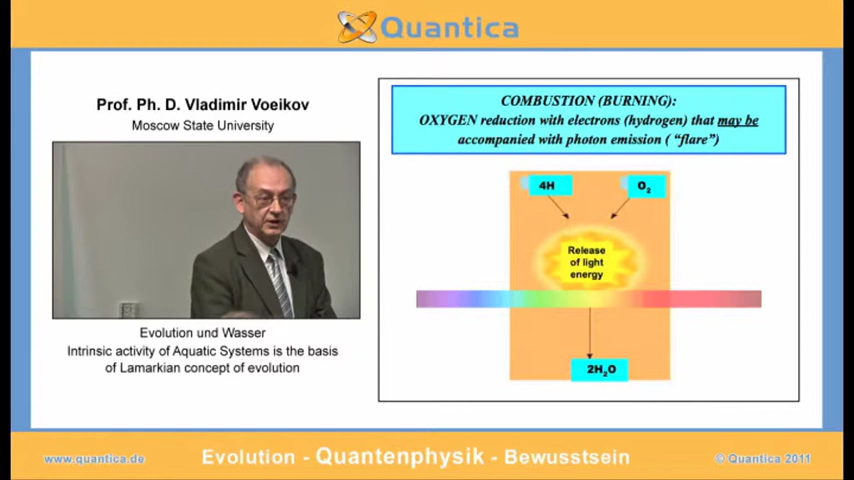 Quantica
Prof. Ph. D. Vladimir Voeikov
Moscow State University
Evolution und Wasser
Intrinsic activity of Aquatic Systems is the basis
of Lamarkian concept of evolution
COMBUSTION (BURNING):
OXYGEN reduction with electrons (hydrogen) that may be
accompanied with photon emission ( “flare”)
4H
O₂
Release
of light
energy
2H₂O
www.quantica.de
Evolution - Quantenphysik - Bewusstsein
© Quantica 2011